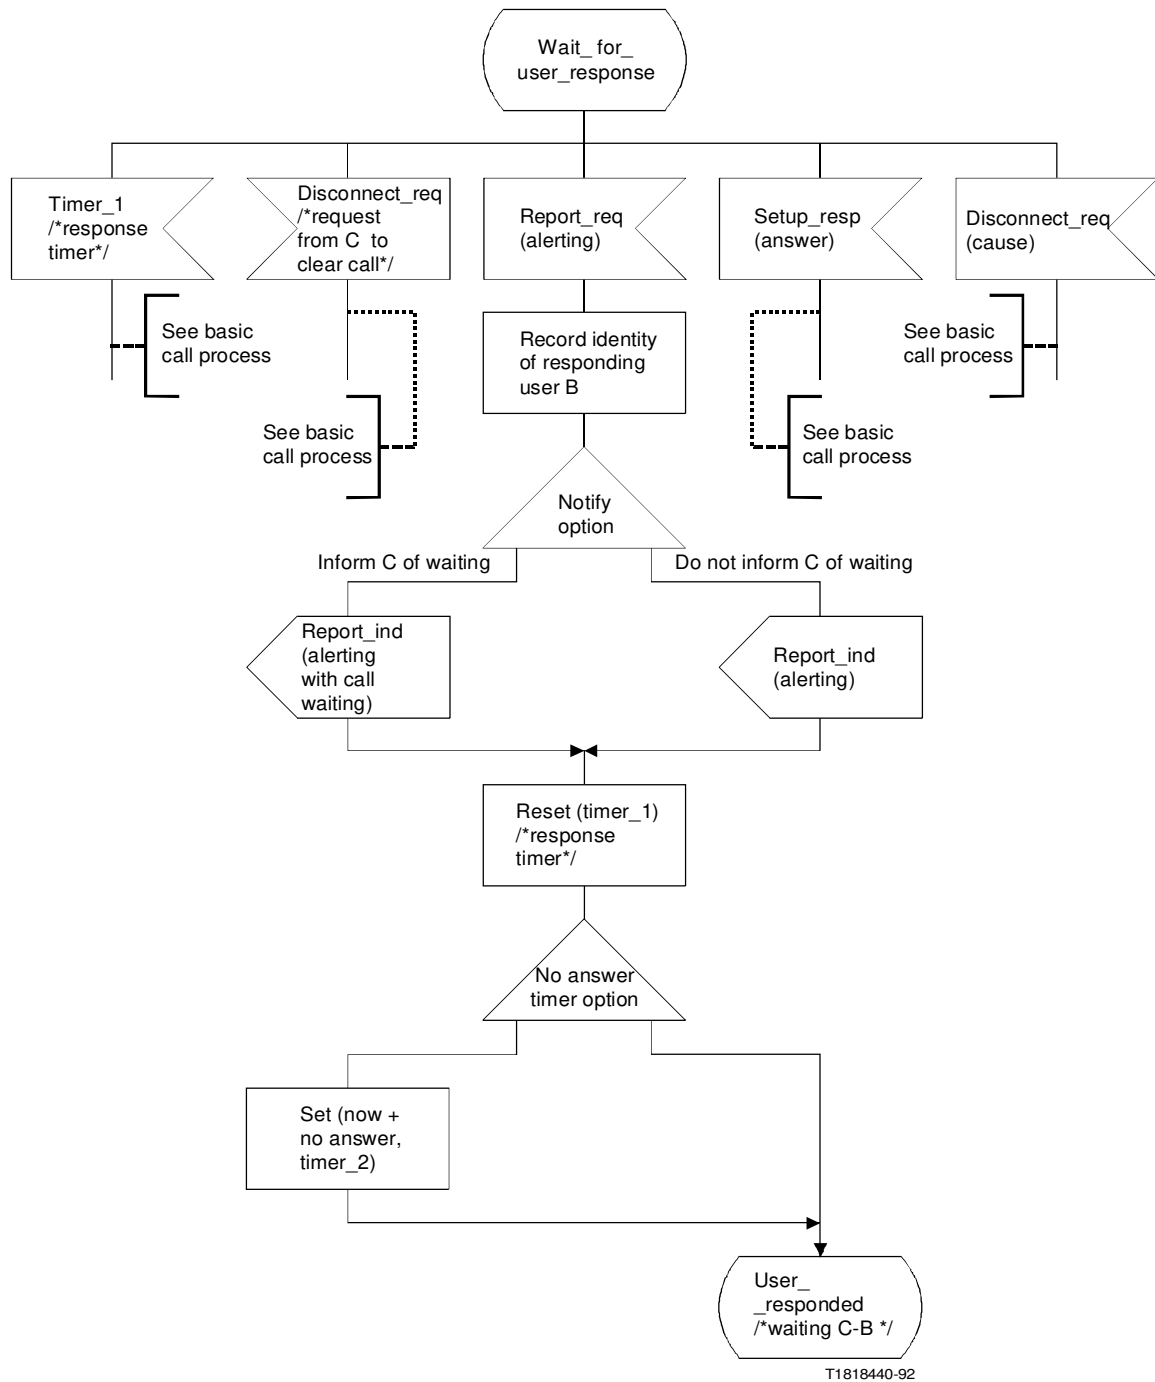 Wait_ for_
user_response
Timer_1
/*response
timer*/
Disconnect_req
/*request
from C to
clear call*/
Report_req
(alerting)
Setup_resp
(answer)
Disconnect_req
(cause)
See basic
call process
See basic
call process
Record identity
of responding
user B
See basic
call process
See basic
call process
Notify
option
Inform C of waiting
Do not inform C of waiting
Report_ind
(alerting
with call
waiting)
Report_ind
(alerting)
Reset (timer_1)
/*response
timer*/
No answer
timer option
Set (now +
no answer,
timer_2)
User_
_responded
/*waiting C-B */
T1818440-92